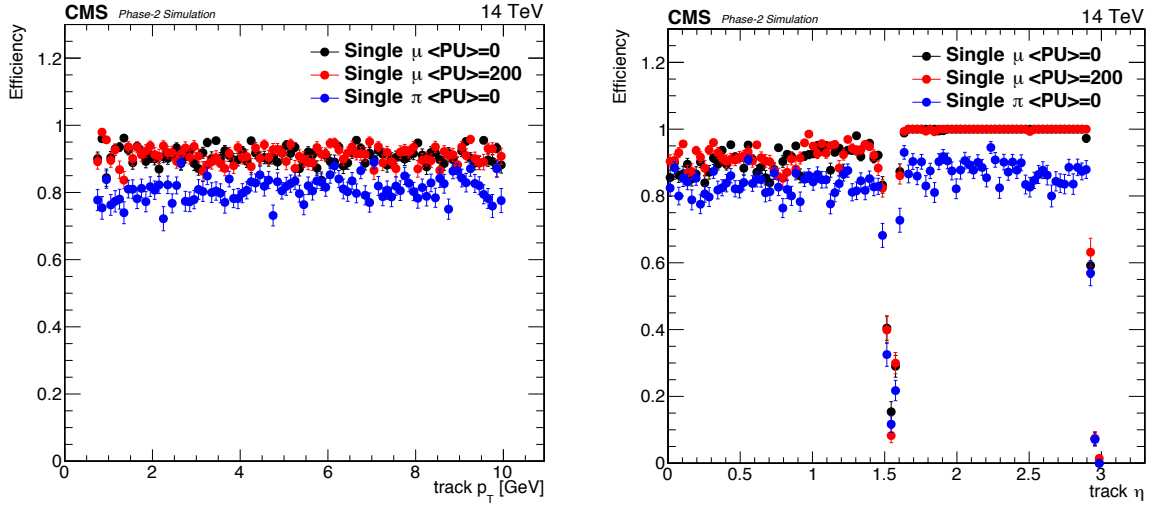 CMS Phase-2 Simulation 14 TeV
Efficiency
1.2
1
0.8
0.6
0.4
0.2
0
Single μ <PU>=0
Single μ <PU>=200
Single π <PU>=0
0 2 4 6 8 10
track p_T [GeV]
CMS Phase-2 Simulation 14 TeV
Efficiency
1.2
1
0.8
0.6
0.4
0.2
0
Single μ <PU>=0
Single μ <PU>=200
Single π <PU>=0
0 0.5 1 1.5 2 2.5 3
track η